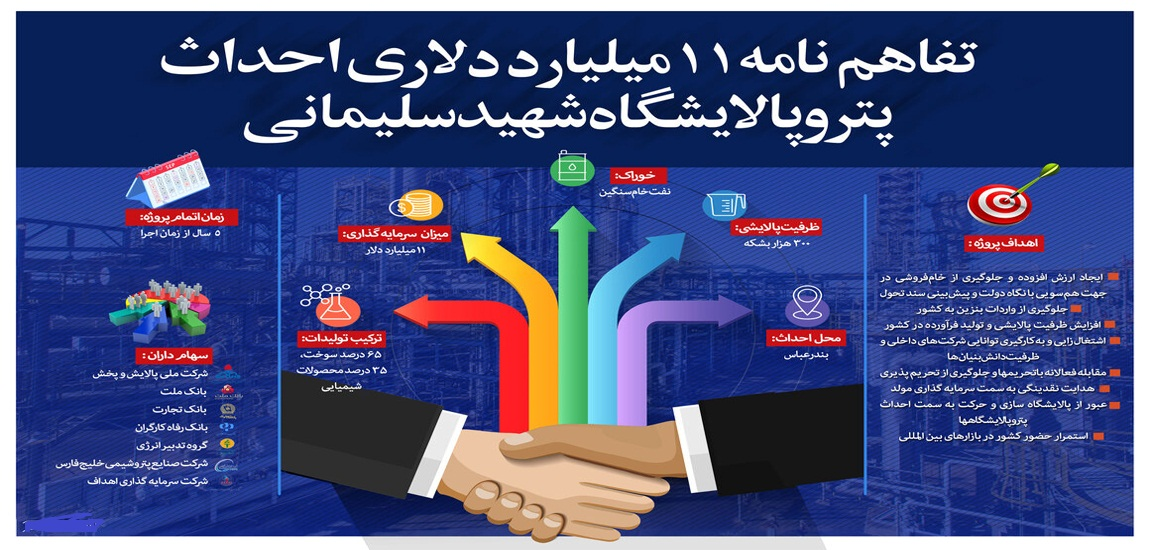 تفاهم نامه ۱۱ میلیارد دلاری احداث
پتروپالایشگاه شهید سلیمانی
اهداف پروژه:
ایجاد ارزش افزوده و جلوگیری از خام‌فروشی در
جهت هم‌سویی با نگاه دولت و پیش‌بینی سند تحول
جلوگیری از واردات بنزین به کشور
افزایش ظرفیت پالایشی و تولید فرآورده در کشور
اشتغال‌زایی و به‌کارگیری توانایی شرکت‌های داخلی و
ظرفیت‌دانش‌بنیان‌ها
مقابله فعالانه با تحریمها و جلوگیری از تحریم پذیری
هدایت نقدینگی به سمت سرمایه گذاری مولد
عبور از پالایشگاه سازی و حرکت به سمت احداث
پتروپالایشگاهها
استمرار حضور کشور در بازارهای بین المللی
خوراک:
نفت‌خام‌سنگین
ظرفیت‌پالایشی:
۳۰۰ هزار بشکه
محل احداث:
بندرعباس
میزان سرمایه گذاری:
۱۱ میلیارد دلار
ترکیب تولیدات:
۶۵ درصد سوخت،
۳۵ درصد محصولات
شیمیایی
زمان اتمام پروژه:
۵ سال از زمان اجرا
سهام داران:
شرکت ملی پالایش و پخش
بانک ملت
بانک تجارت
بانک رفاه کارگران
گروه تدبیر انرژی
شرکت صنایع پتروشیمی خلیج‌فارس
شرکت سرمایه گذاری اهداف